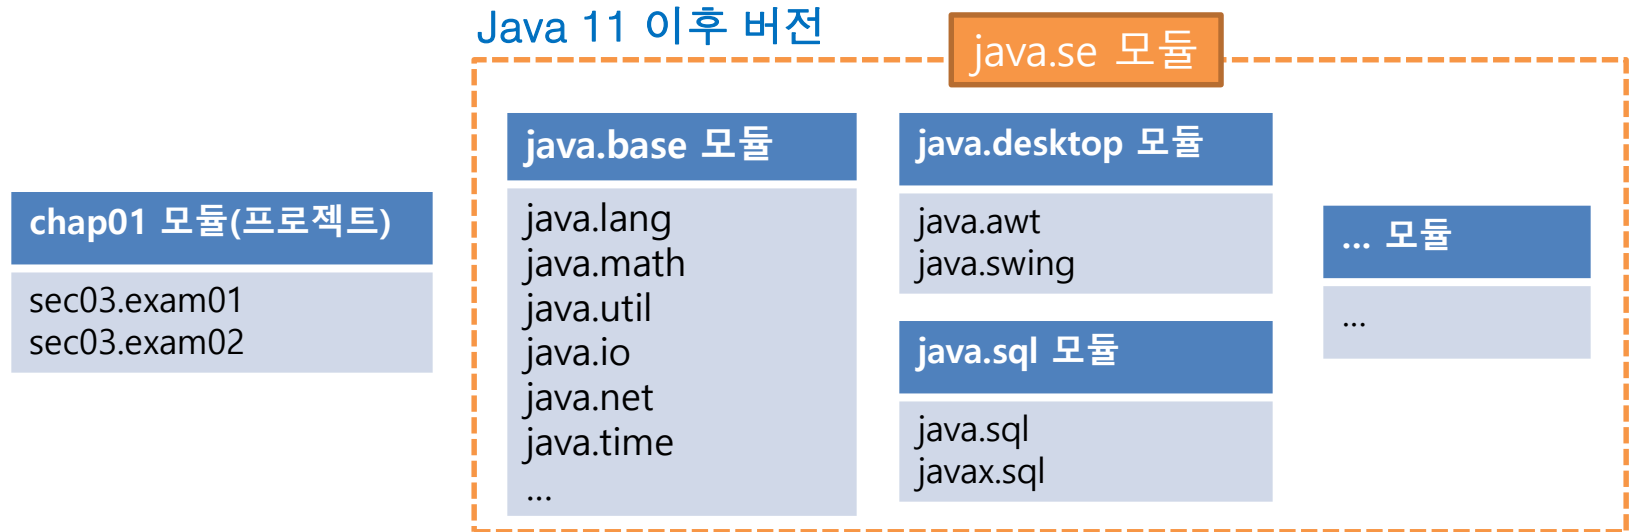 Java 11 이후 버전
java.se 모듈
chap01 모듈(프로젝트)
sec03.exam01
sec03.exam02
java.base 모듈
java.lang
java.math
java.util
java.io
java.net
java.time
...
java.desktop 모듈
java.awt
java.swing
java.sql 모듈
java.sql
javax.sql
... 모듈
...